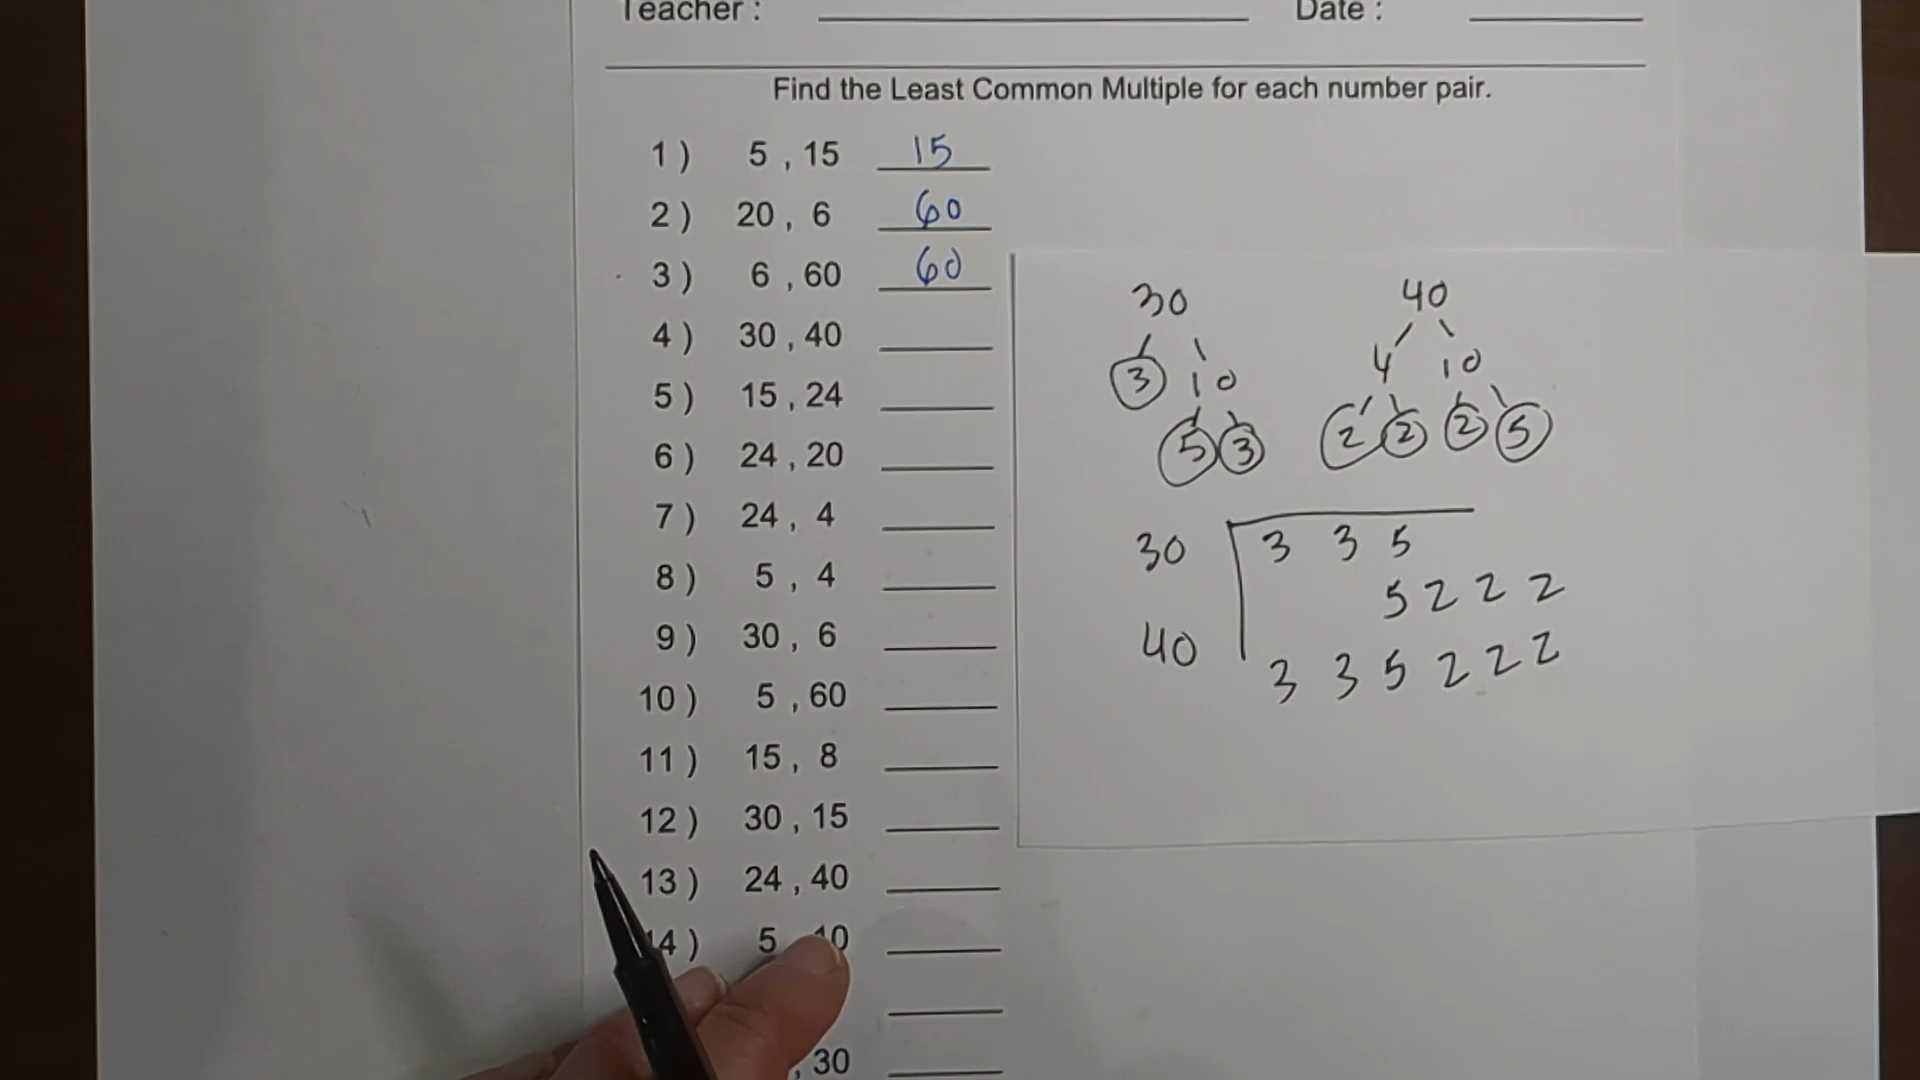 Teacher : Date :
Find the Least Common Multiple for each number pair.
1 ) 5 , 15 15
2 ) 20 , 6 60
3 ) 6 , 60 60
4 ) 30 , 40
5 ) 15 , 24
6 ) 24 , 20
7 ) 24 , 4
8 ) 5 , 4
9 ) 30 , 6
10 ) 5 , 60
11 ) 15 , 8
12 ) 30 , 15
13 ) 24 , 40
14 ) 5
, 30
30 40
3 10 4 10
5 3 2 2 2 5
30 3 3 5
5 2 2 2
40
3 3 5 2 2 2